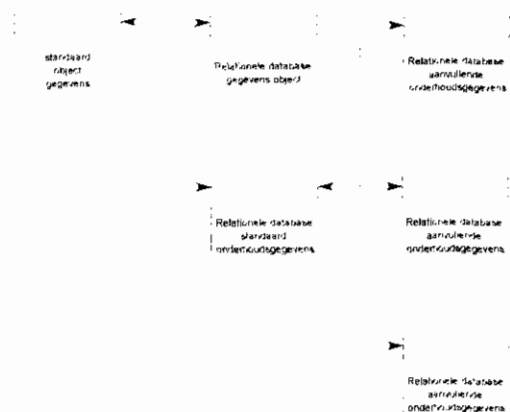 standaard
object
gegevens
Relationele database
gegevens object
Relationele database
aanvullende
onderhoudsgegevens
Relationele database
standaard
onderhoudsgegevens
Relationele database
aanvullende
onderhoudsgegevens
Relationele database
aanvullende
onderhoudsgegevens